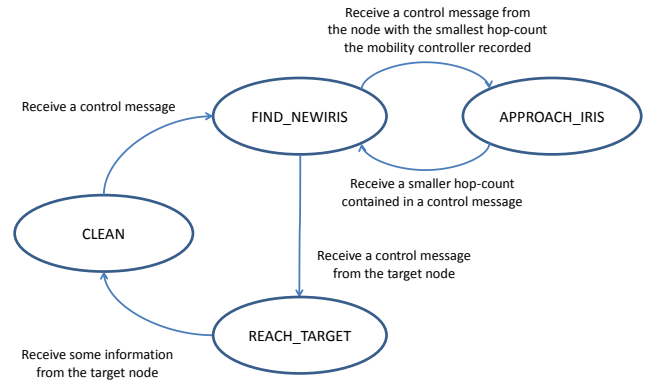 Receive a control message from
the node with the smallest hop-count
the mobility controller recorded
Receive a control message
FIND_NEWIRIS
APPROACH_IRIS
Receive a smaller hop-count
contained in a control message
CLEAN
Receive a control message
from the target node
REACH_TARGET
Receive some information
from the target node